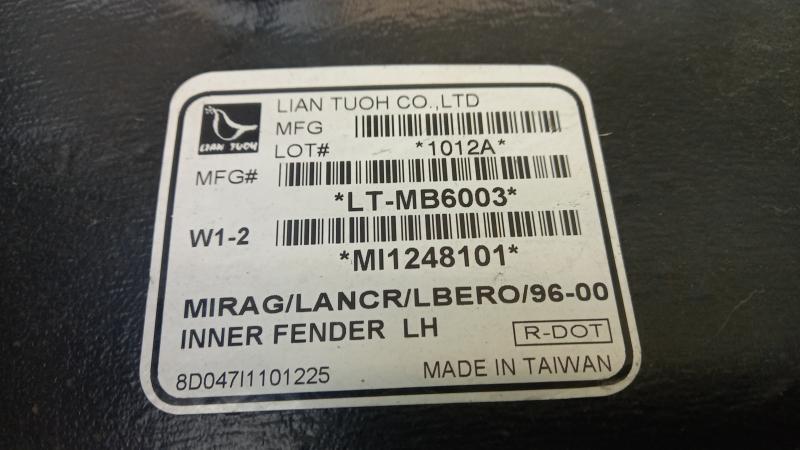 LIAN TUOH CO.,LTD
LIAN TUOH
MFG
LOT# *1012A*
MFG#
*LT-MB6003*
W1-2
*MI1248101*
MIRAG/LANCR/LBERO/96-00
INNER FENDER LH R-DOT
8D047I1101225 MADE IN TAIWAN